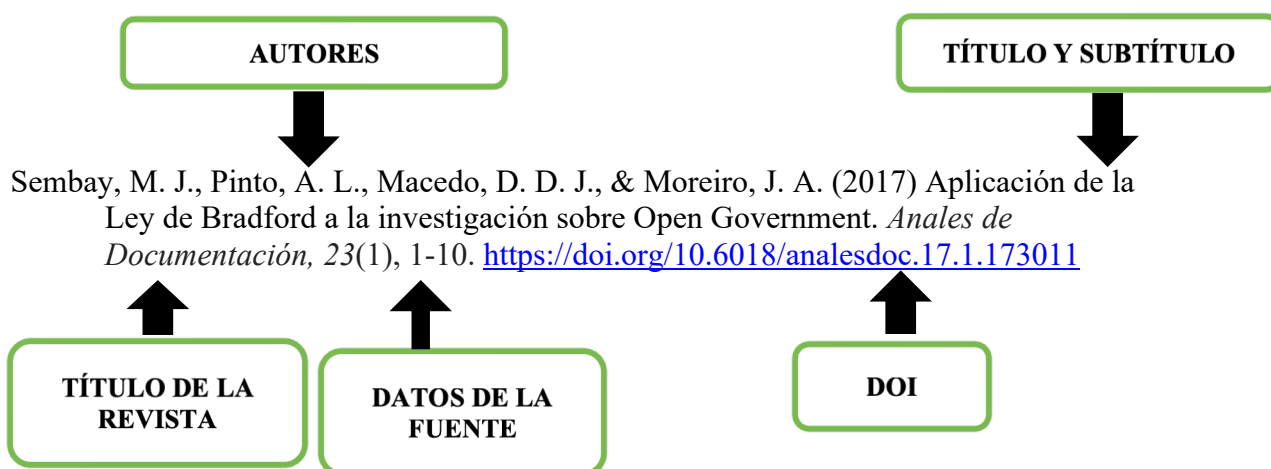 AUTORES
TÍTULO Y SUBTÍTULO
Sembay, M. J., Pinto, A. L., Macedo, D. D. J., & Moreiro, J. A. (2017) Aplicación de la
Ley de Bradford a la investigación sobre Open Government. Anales de
Documentación, 23(1), 1-10. https://doi.org/10.6018/analesdoc.17.1.173011
TÍTULO DE LA
REVISTA
DATOS DE LA
FUENTE
DOI